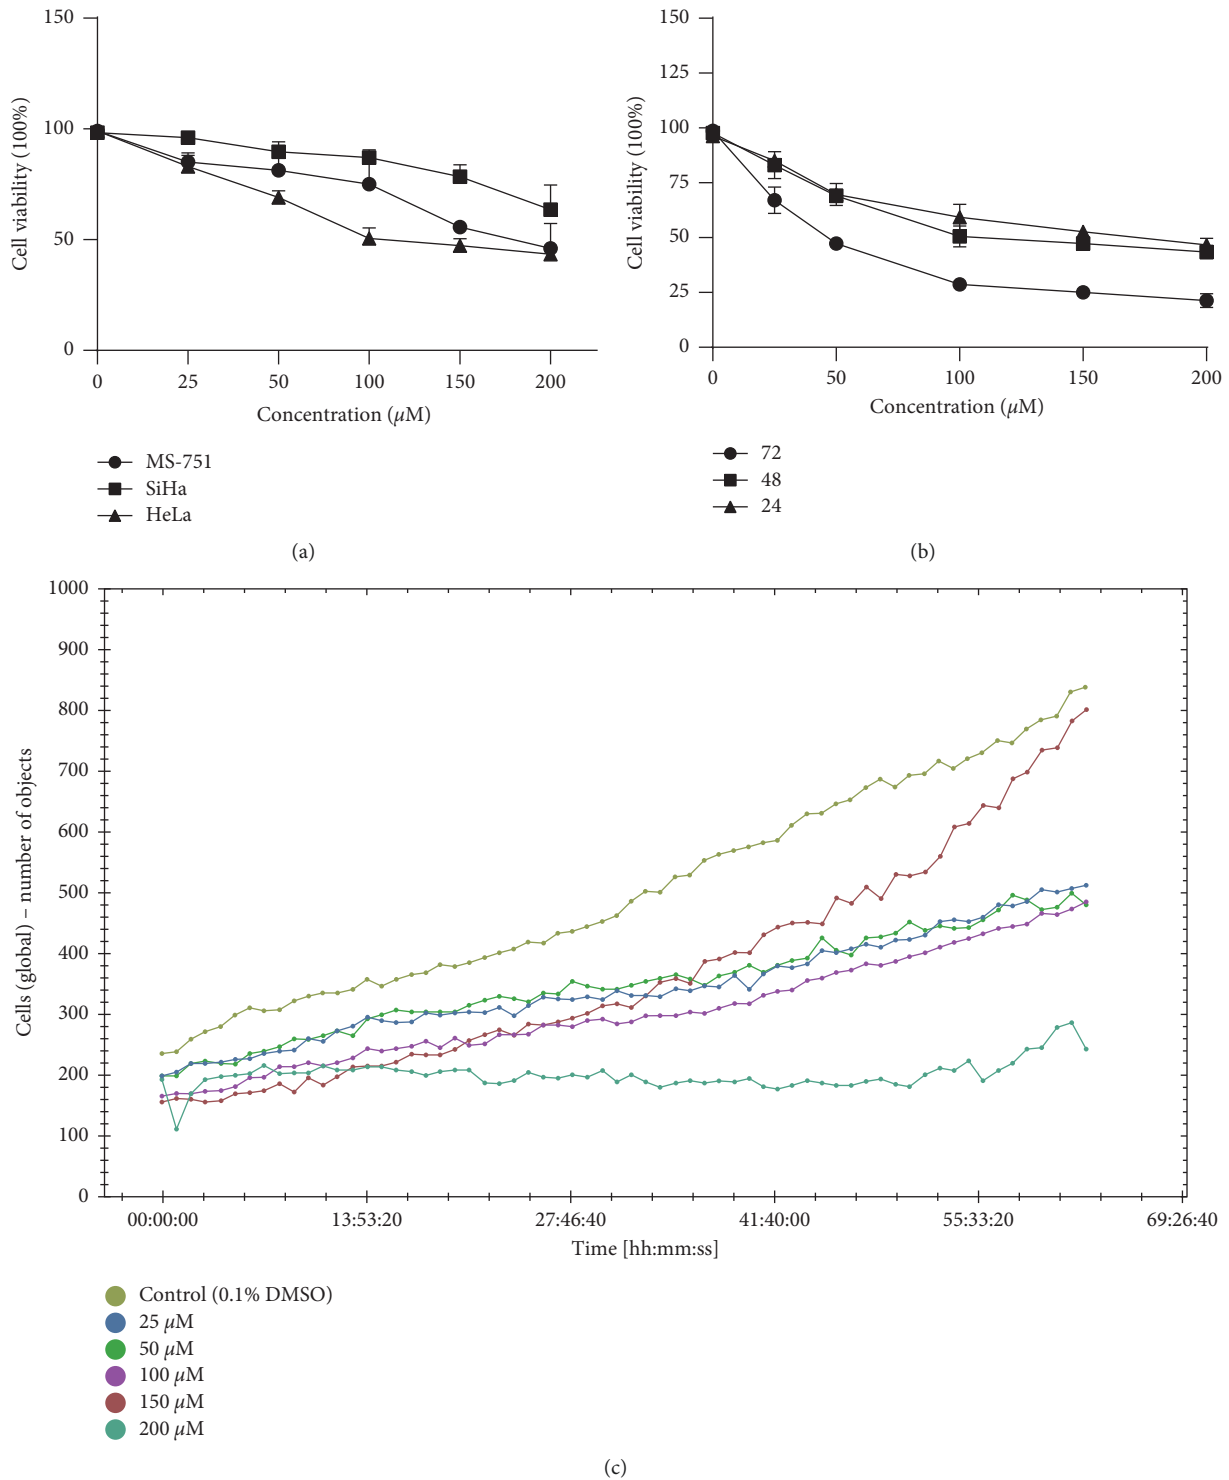 150
100
50
0
Cell viability (100%)
0 25 50 100 150 200
Concentration (µM)
MS-751
SiHa
HeLa
(a)
150
125
100
75
50
25
0
Cell viability (100%)
0 50 100 150 200
Concentration (µM)
72
48
24
(b)
1000
900
800
700
600
500
400
300
200
100
0
Cells (global) – number of objects
00:00:00 13:53:20 27:46:40 41:40:00 55:33:20 69:26:40
Time [hh:mm:ss]
Control (0.1% DMSO)
25 µM
50 µM
100 µM
150 µM
200 µM
(c)